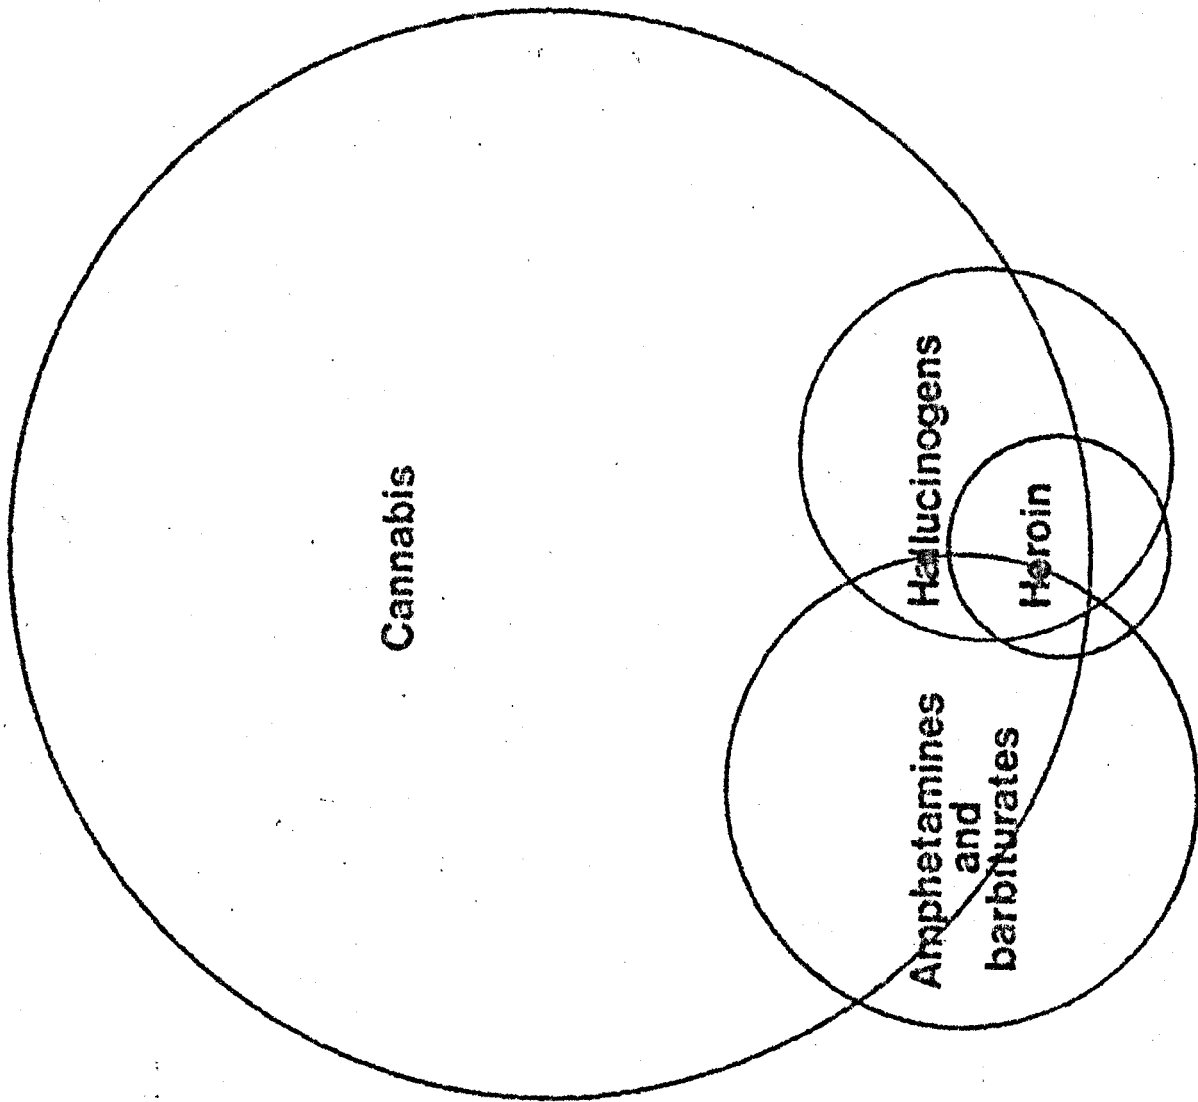 Cannabis
Hallucinogens
Heroin
Amphetamines
and
barbiturates